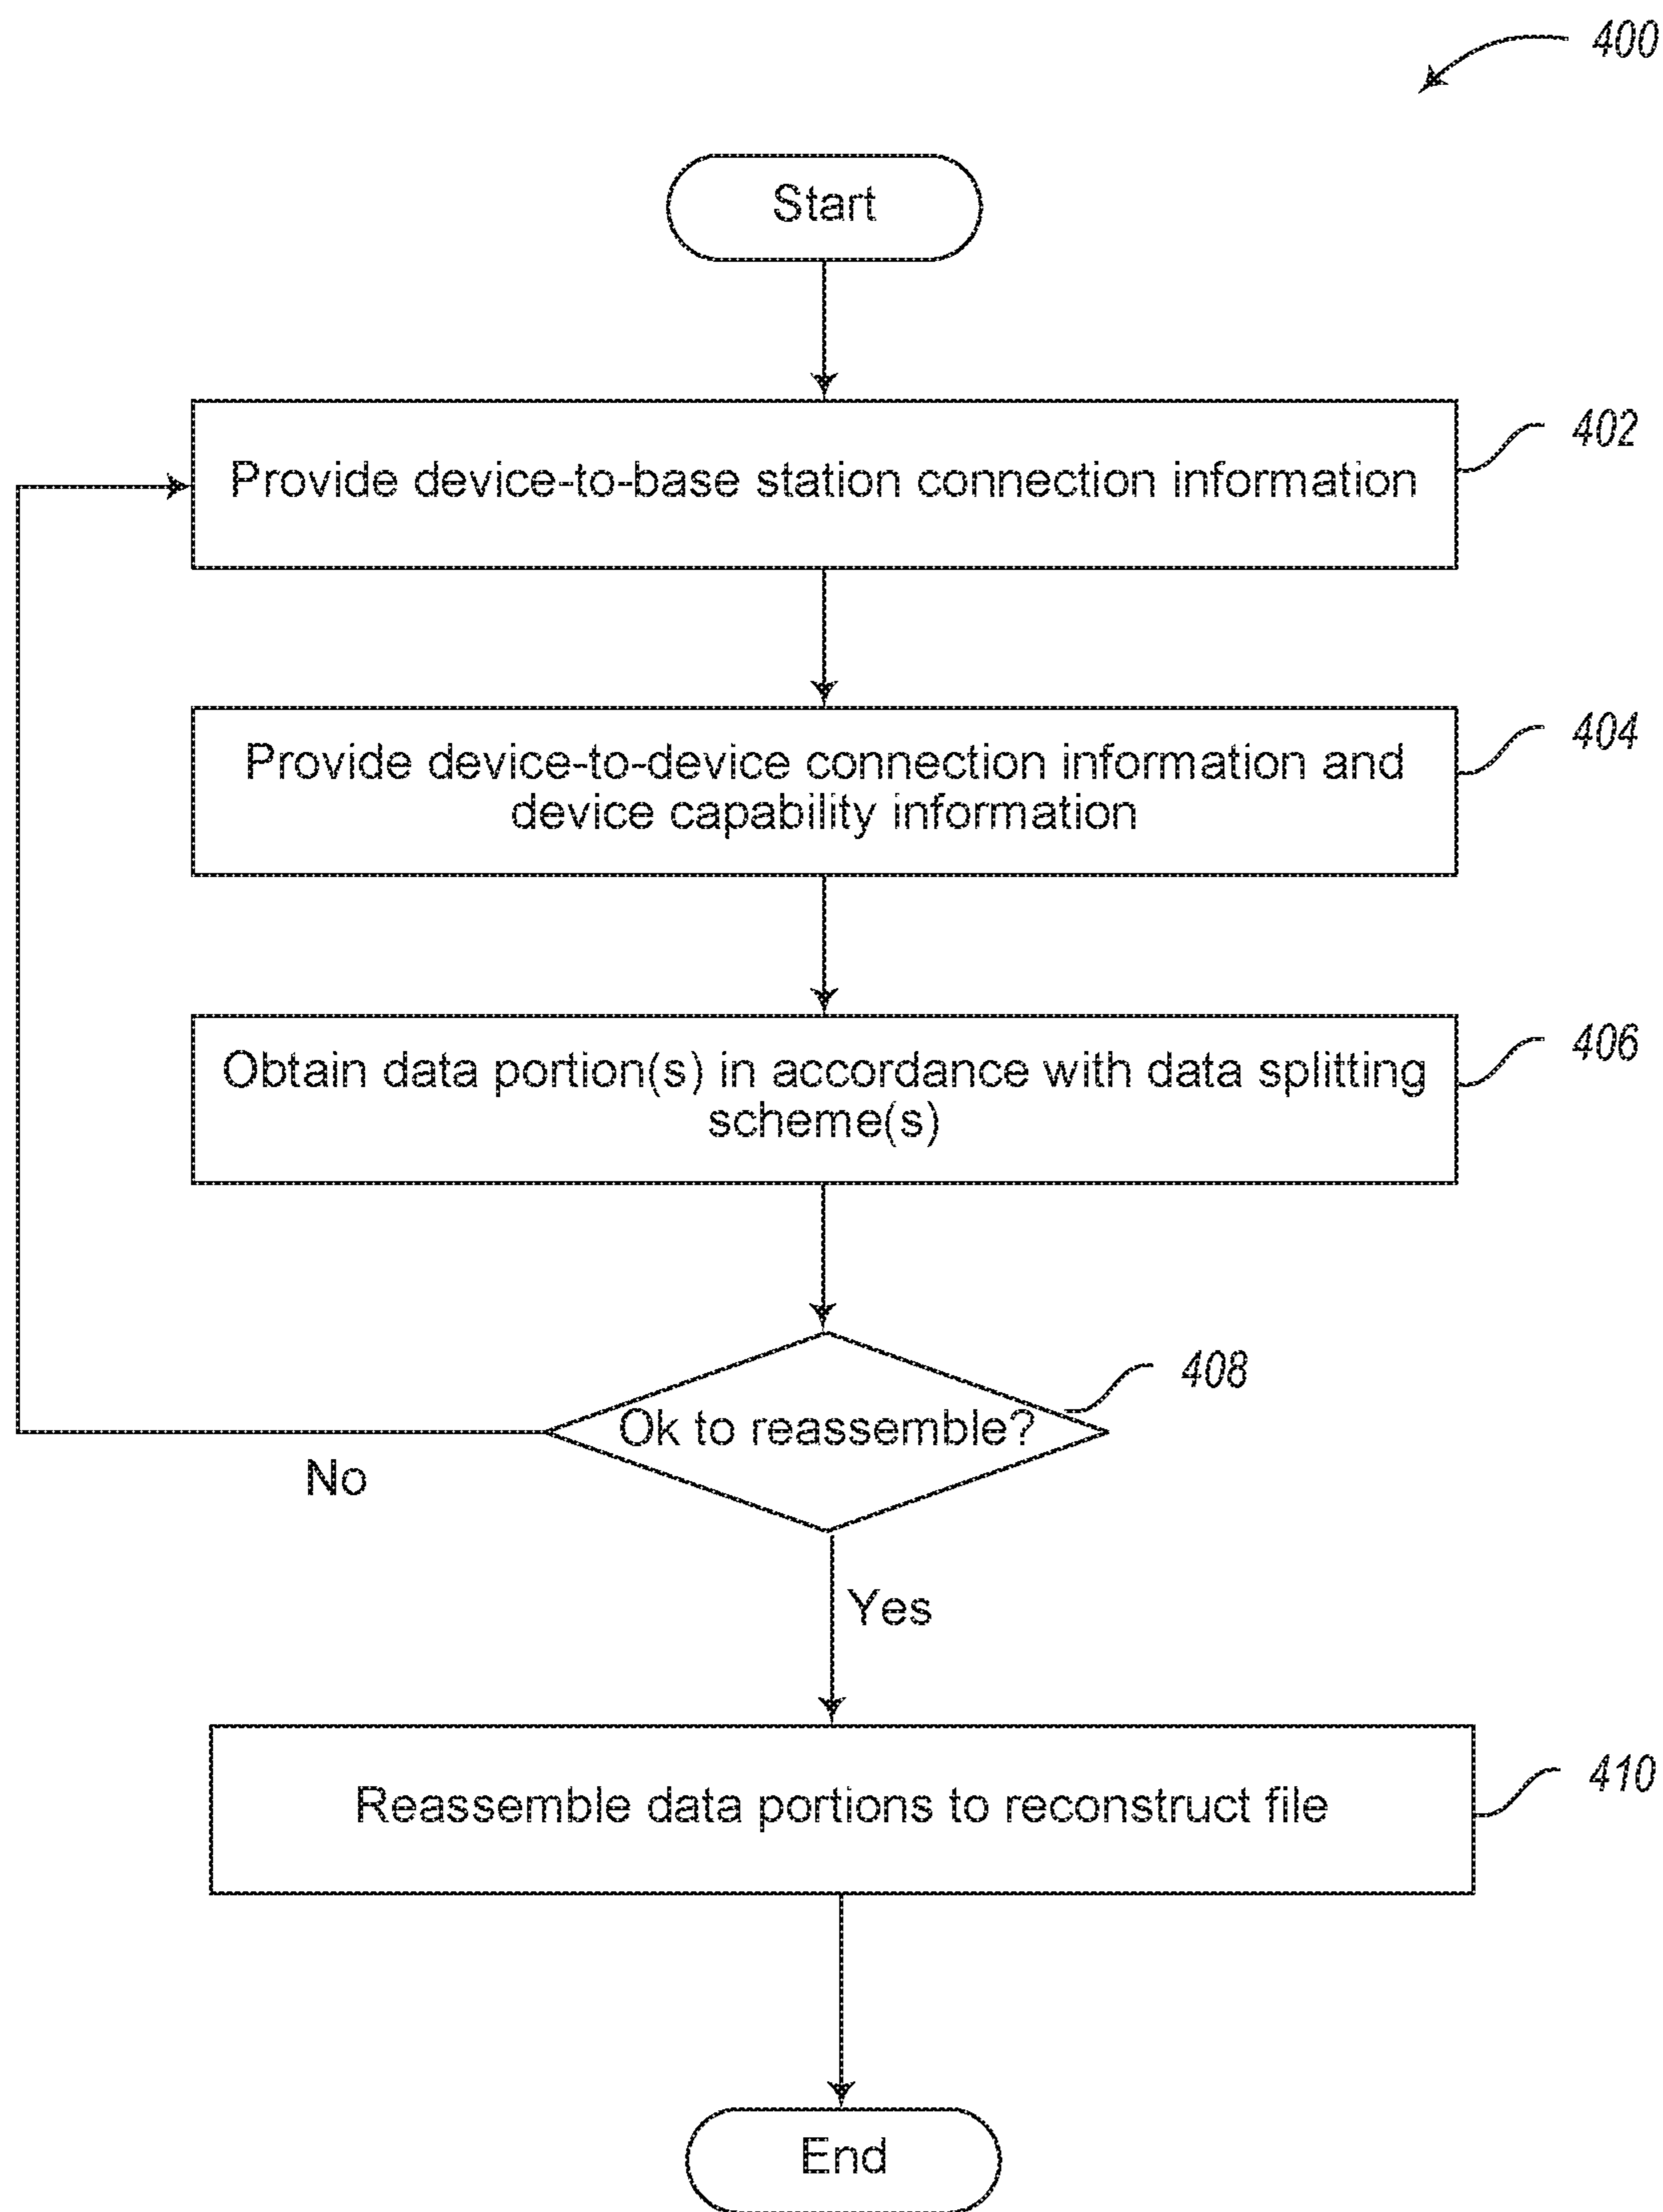 400
Start
Provide device-to-base station connection information
402
Provide device-to-device connection information and
device capability information
404
Obtain data portion(s) in accordance with data splitting
scheme(s)
406
Ok to reassemble?
408
No
Yes
Reassemble data portions to reconstruct file
410
End